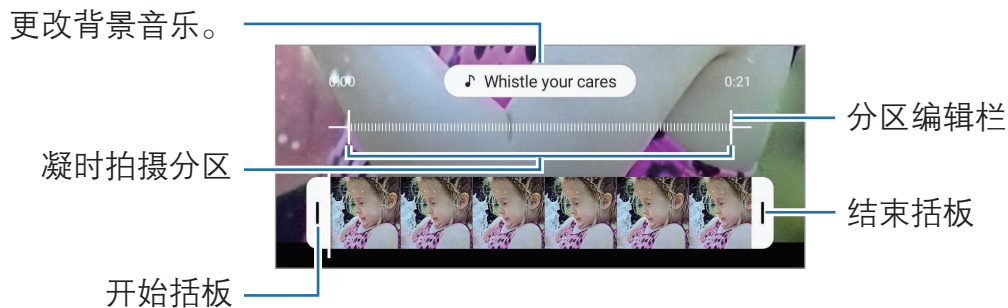 更改背景音乐。
0:00
♪ Whistle your cares
0:21
分区编辑栏
凝时拍摄分区
结束括板
开始括板